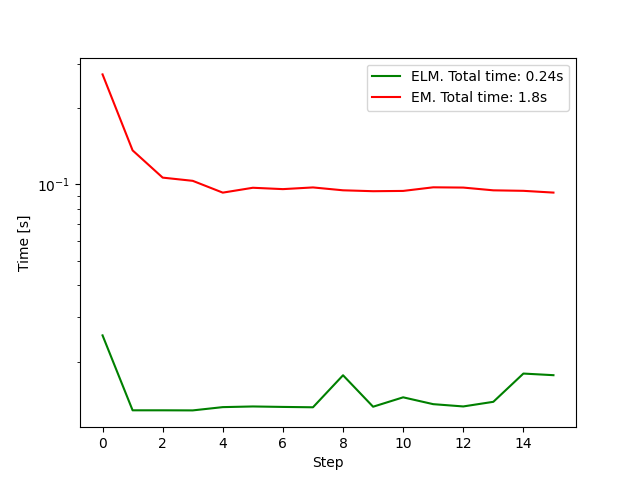 ELM. Total time: 0.24s
EM. Total time: 1.8s
10⁻¹
Time [s]
0 2 4 6 8 10 12 14
Step